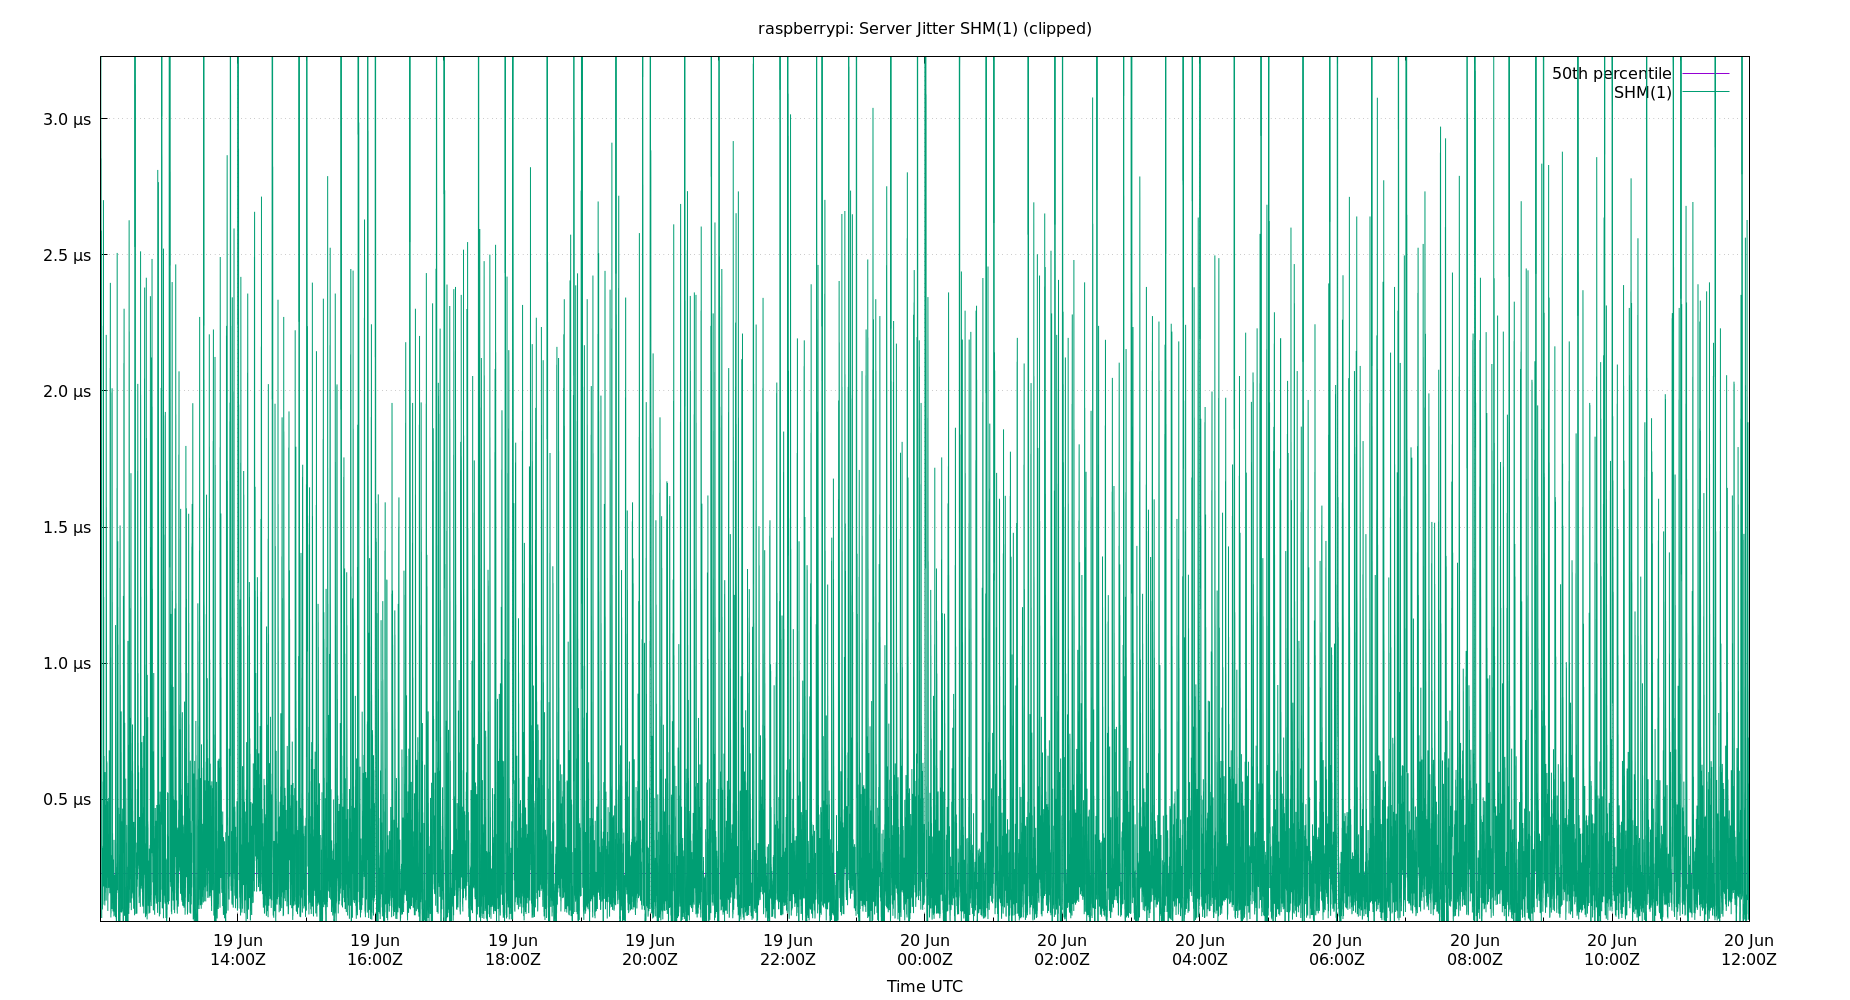 raspberrypi: Server Jitter SHM(1) (clipped)
50th percentile
SHM(1)
3.0 µs
2.5 µs
2.0 µs
1.5 µs
1.0 µs
0.5 µs
19 Jun 19 Jun 19 Jun 19 Jun 19 Jun 20 Jun 20 Jun 20 Jun 20 Jun 20 Jun 20 Jun 20 Jun
14:00Z 16:00Z 18:00Z 20:00Z 22:00Z 00:00Z 02:00Z 04:00Z 06:00Z 08:00Z 10:00Z 12:00Z
Time UTC